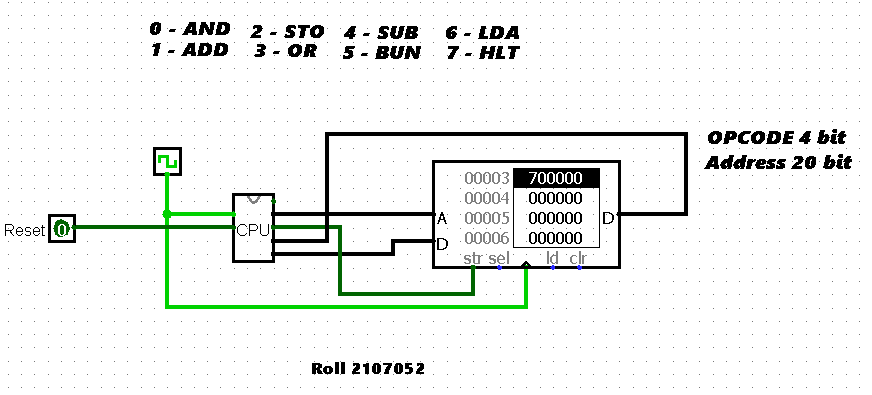 0 - AND 2 - STO 4 - SUB 6 - LDA
1 - ADD 3 - OR 5 - BUN 7 - HLT
OPCODE 4 bit
Address 20 bit
00003 700000
00004 000000
00005 000000
00006 000000
A
D
D
str sel ld clr
Reset 0
CPU
Roll 2107052